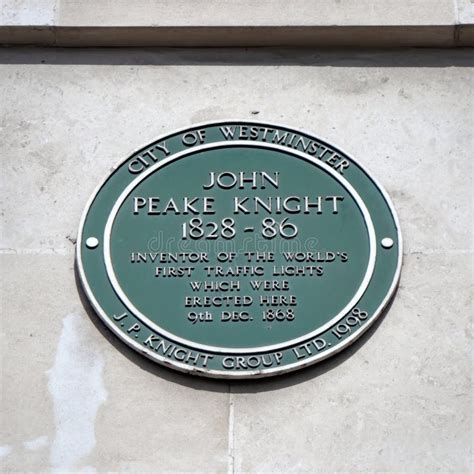 CITY OF WESTMINSTER
JOHN
PEAKE KNIGHT
1828 - 86
INVENTOR OF THE WORLD'S
FIRST TRAFFIC LIGHTS
WHICH WERE
ERECTED HERE
9th DEC. 1868
J. P. KNIGHT GROUP LTD. 1998
dreamstime